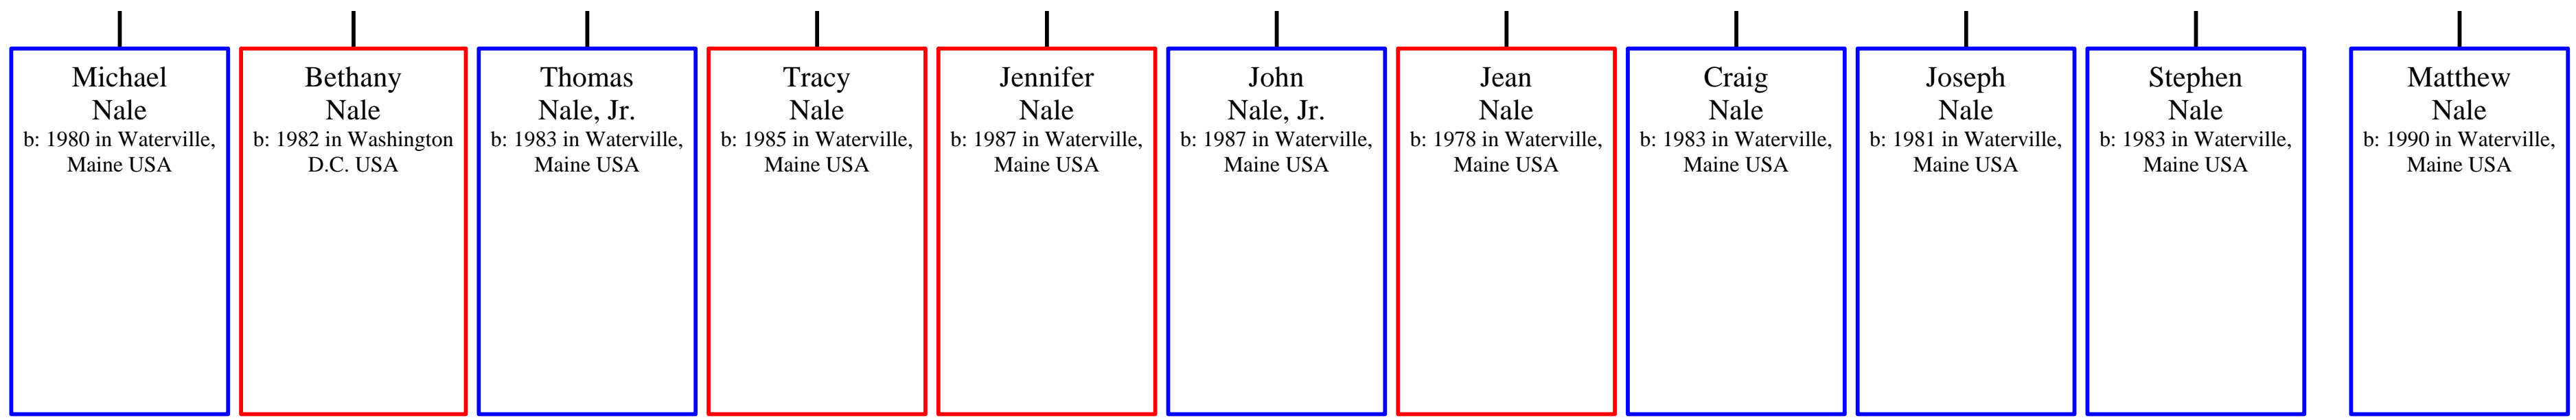 Michael
Nale
b: 1980 in Waterville,
Maine USA
Bethany
Nale
b: 1982 in Washington
D.C. USA
Thomas
Nale, Jr.
b: 1983 in Waterville,
Maine USA
Tracy
Nale
b: 1985 in Waterville,
Maine USA
Jennifer
Nale
b: 1987 in Waterville,
Maine USA
John
Nale, Jr.
b: 1987 in Waterville,
Maine USA
Jean
Nale
b: 1978 in Waterville,
Maine USA
Craig
Nale
b: 1983 in Waterville,
Maine USA
Joseph
Nale
b: 1981 in Waterville,
Maine USA
Stephen
Nale
b: 1983 in Waterville,
Maine USA
Matthew
Nale
b: 1990 in Waterville,
Maine USA